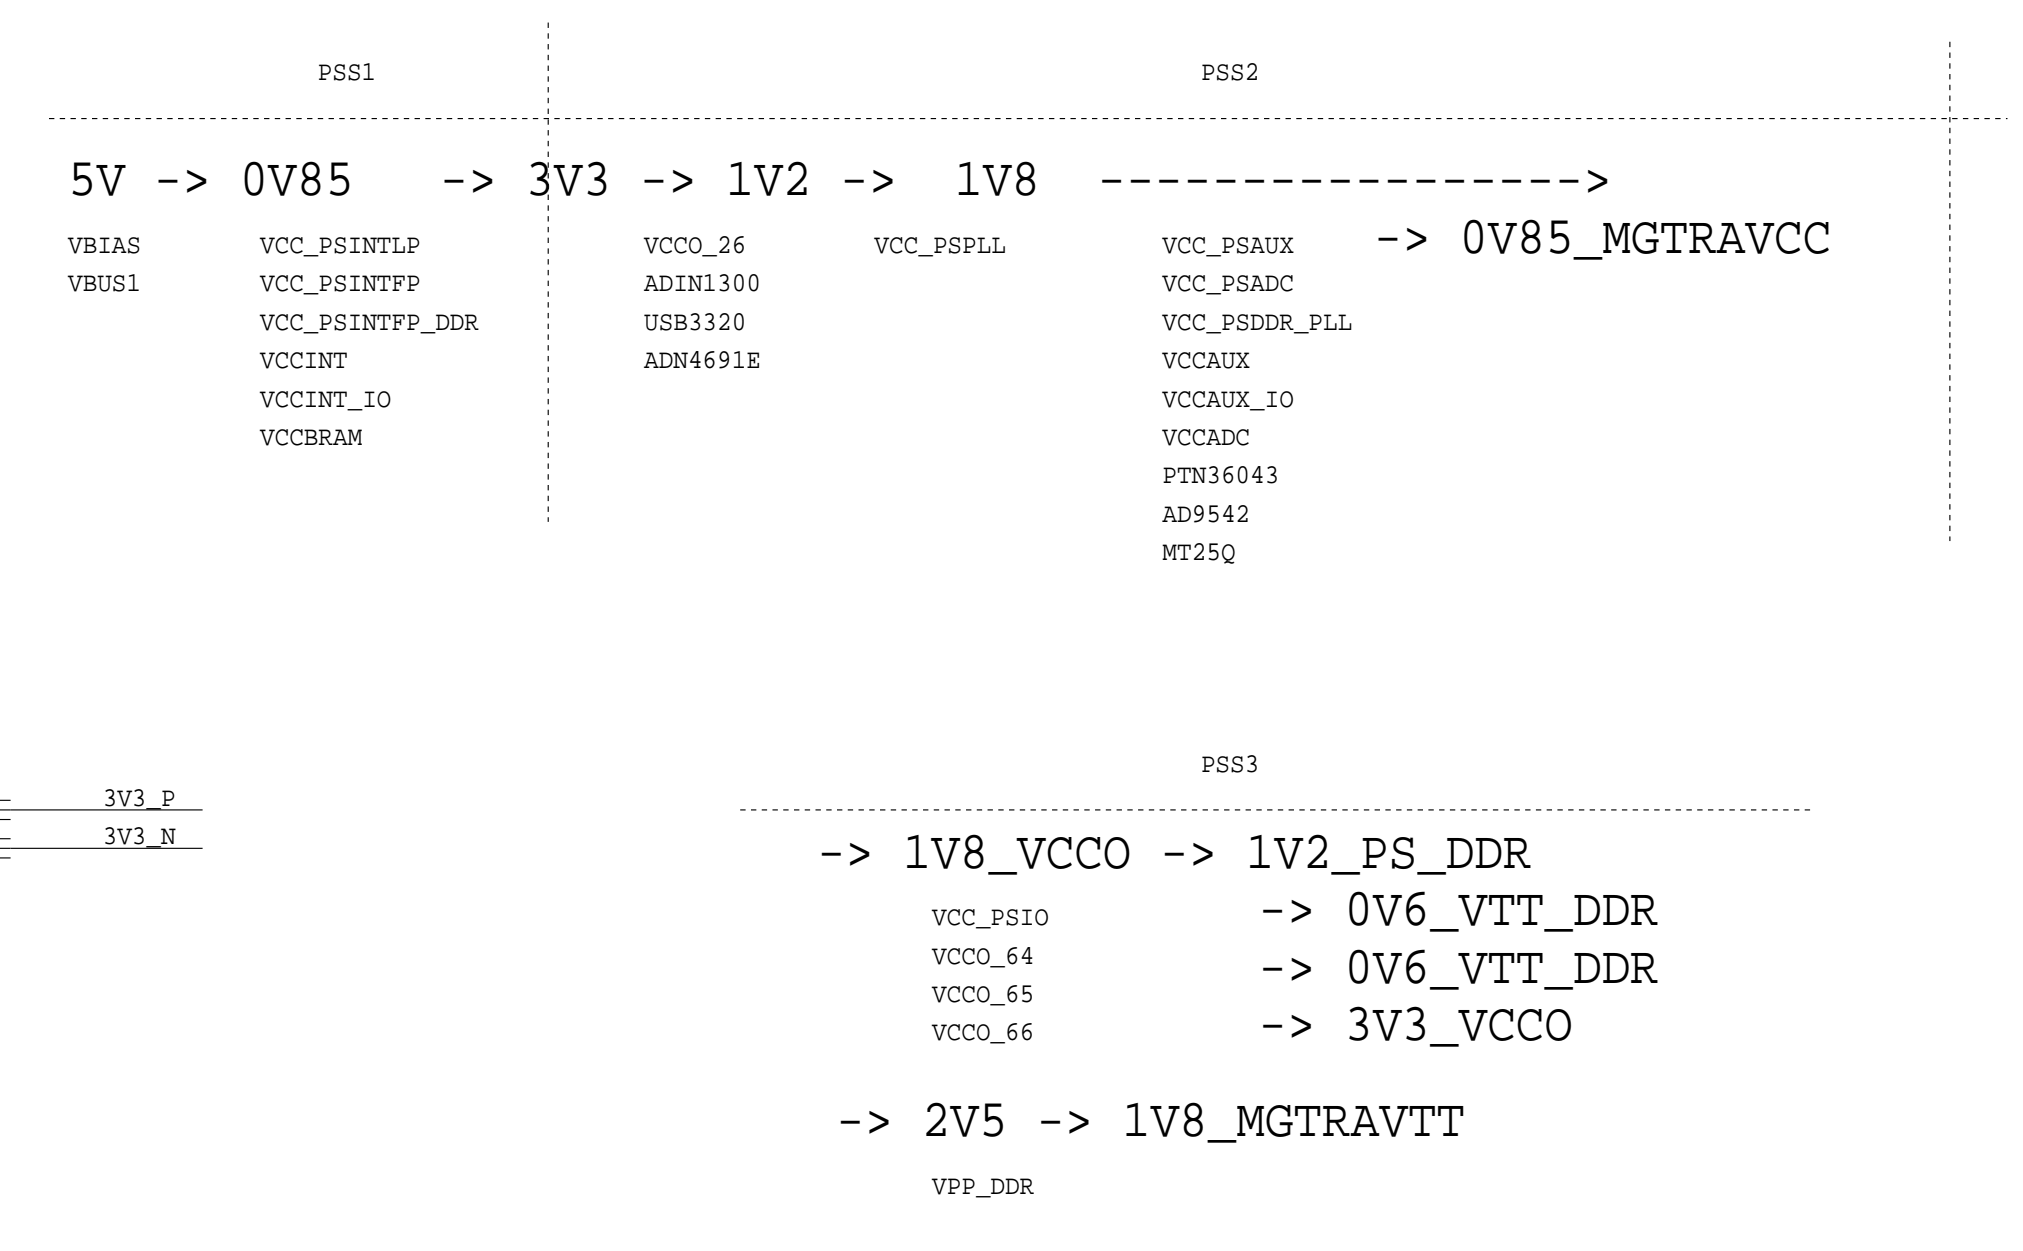 PSS1 PSS2
5V -> 0V85 -> 3V3 -> 1V2 -> 1V8 ----------------->
-> 0V85_MGTRAVCC
VBIAS VCC_PSINTLP VCCO_26 VCC_PSPLL VCC_PSAUX
VBUS1 VCC_PSINTFP ADIN1300 VCC_PSADC
VCC_PSINTFP_DDR USB3320 VCC_PSDDR_PLL
VCCINT ADN4691E VCCAUX
VCCINT_IO VCCAUX_IO
VCCBRAM VCCADC
PTN36043
AD9542
MT25Q
PSS3
3V3_P
3V3_N
-> 1V8_VCCO -> 1V2_PS_DDR
VCC_PSIO -> 0V6_VTT_DDR
VCCO_64 -> 0V6_VTT_DDR
VCCO_65
VCCO_66 -> 3V3_VCCO
-> 2V5 -> 1V8_MGTRAVTT
VPP_DDR